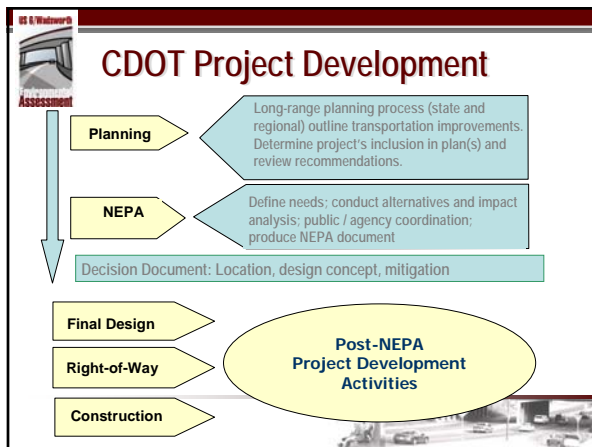 US 6/Wadsworth
Environmental
Assessment
CDOT Project Development
Planning
Long-range planning process (state and
regional) outline transportation improvements.
Determine project's inclusion in plan(s) and
review recommendations.
NEPA
Define needs; conduct alternatives and impact
analysis; public / agency coordination;
produce NEPA document
Decision Document: Location, design concept, mitigation
Final Design
Right-of-Way
Construction
Post-NEPA
Project Development
Activities